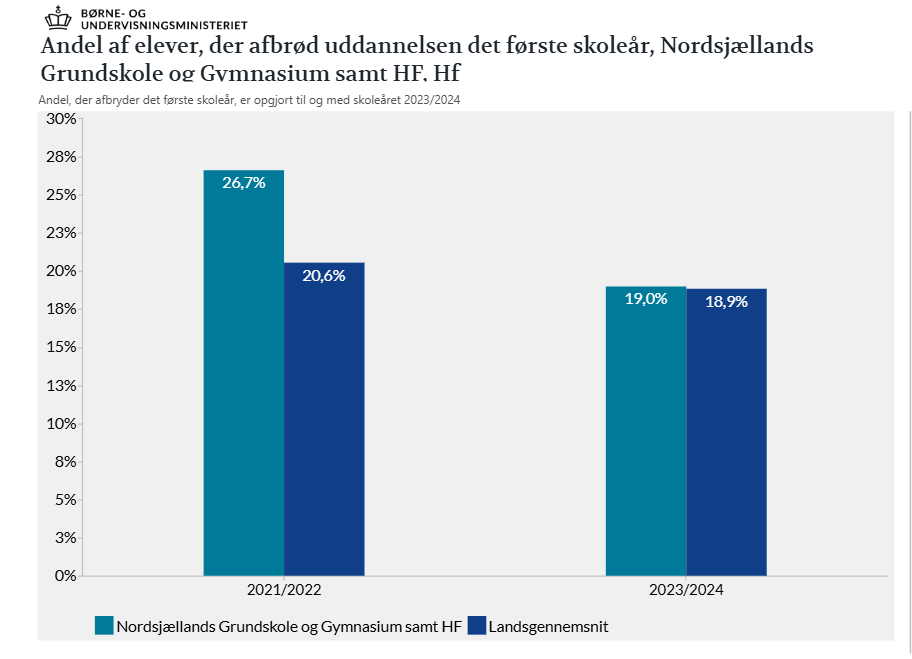 BØRNE- OG
UNDERVISNINGSMINISTERIET
Andel af elever, der afbrød uddannelsen det første skoleår, Nordsjællands
Grundskole og Gymnasium samt HF, Hf
Andel, der afbryder det første skoleår, er opgjort til og med skoleåret 2023/2024
30%
28%
25%
23%
20%
18%
15%
13%
10%
8%
5%
3%
0%
26,7%
20,6%
19,0%
18,9%
2021/2022
2023/2024
Nordsjællands Grundskole og Gymnasium samt HF
Landsgennemsnit